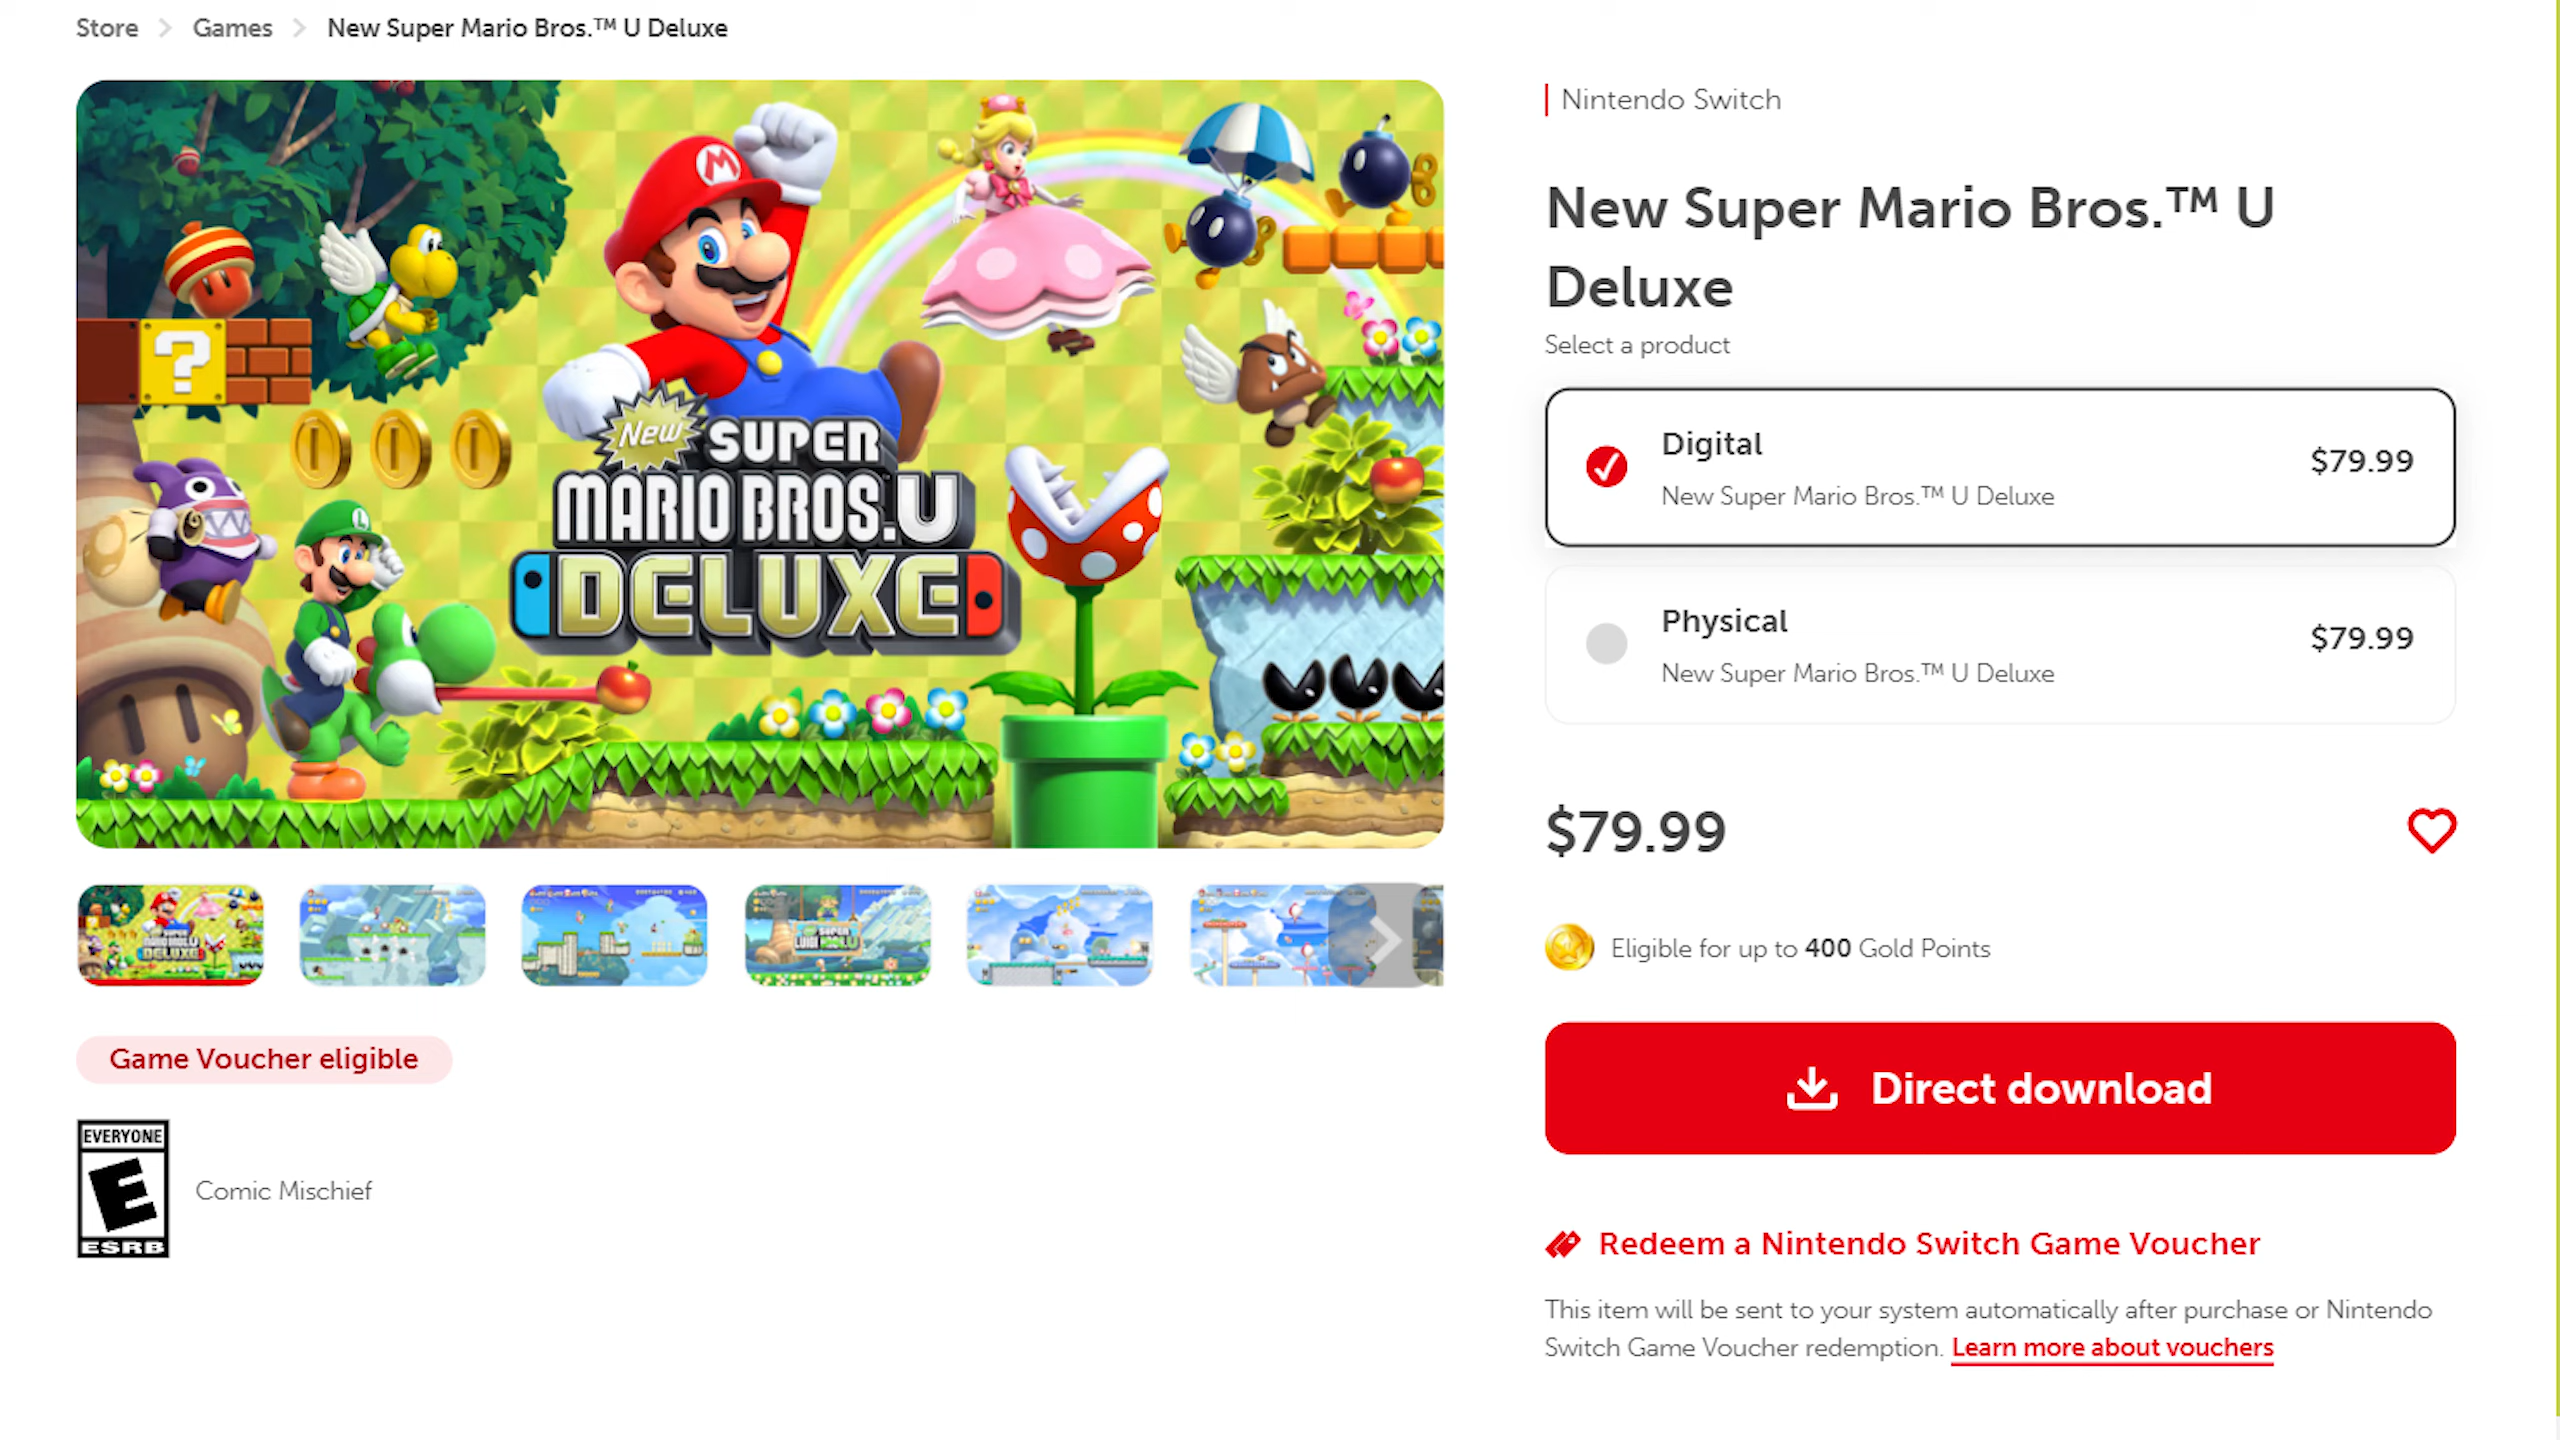 Store > Games > New Super Mario Bros.™ U Deluxe
New SUPER
MARIO BROS. U
DELUXE
Game Voucher eligible
EVERYONE
E
ESRB
Comic Mischief
Nintendo Switch
New Super Mario Bros.™ U
Deluxe
Select a product
Digital
New Super Mario Bros.™ U Deluxe
$79.99
Physical
New Super Mario Bros.™ U Deluxe
$79.99
$79.99
Eligible for up to 400 Gold Points
Direct download
Redeem a Nintendo Switch Game Voucher
This item will be sent to your system automatically after purchase or Nintendo
Switch Game Voucher redemption. Learn more about vouchers